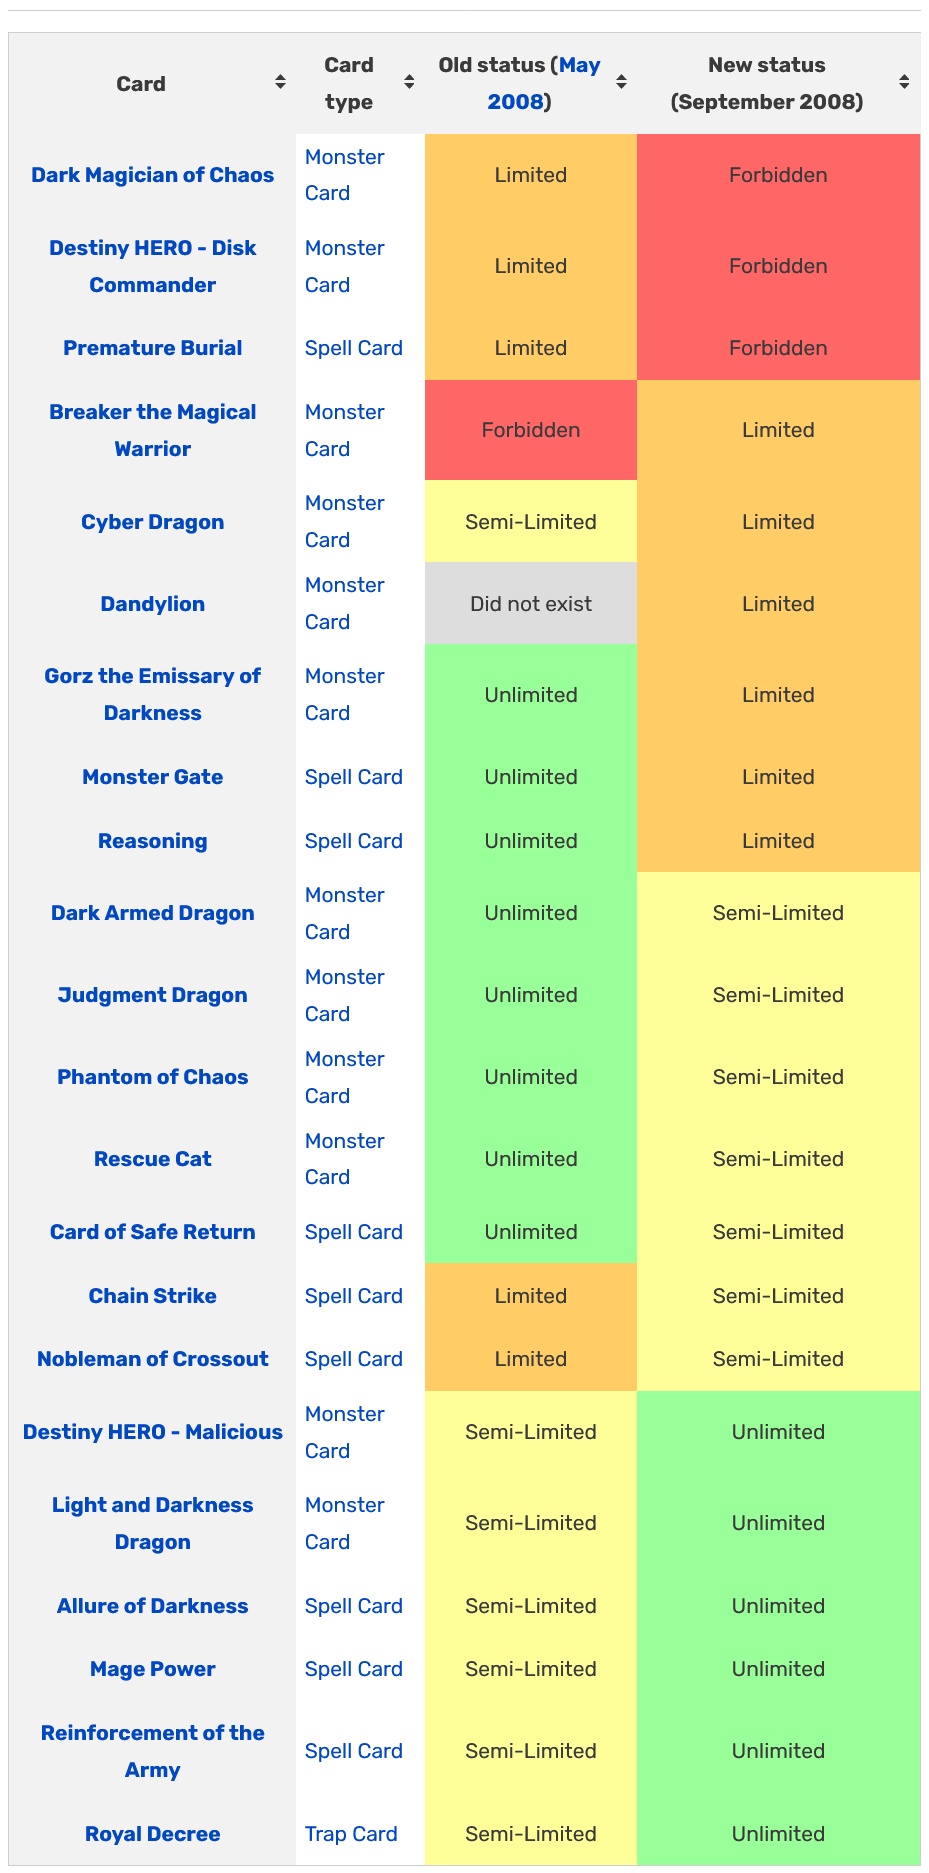 Card
Card type
Old status (May 2008)
New status (September 2008)
Dark Magician of Chaos
Monster Card
Limited
Forbidden
Destiny HERO - Disk Commander
Monster Card
Limited
Forbidden
Premature Burial
Spell Card
Limited
Forbidden
Breaker the Magical Warrior
Monster Card
Forbidden
Limited
Cyber Dragon
Monster Card
Semi-Limited
Limited
Dandylion
Monster Card
Did not exist
Limited
Gorz the Emissary of Darkness
Monster Card
Unlimited
Limited
Monster Gate
Spell Card
Unlimited
Limited
Reasoning
Spell Card
Unlimited
Limited
Dark Armed Dragon
Monster Card
Unlimited
Semi-Limited
Judgment Dragon
Monster Card
Unlimited
Semi-Limited
Phantom of Chaos
Monster Card
Unlimited
Semi-Limited
Rescue Cat
Monster Card
Unlimited
Semi-Limited
Card of Safe Return
Spell Card
Unlimited
Semi-Limited
Chain Strike
Spell Card
Limited
Semi-Limited
Nobleman of Crossout
Spell Card
Limited
Semi-Limited
Destiny HERO - Malicious
Monster Card
Semi-Limited
Unlimited
Light and Darkness Dragon
Monster Card
Semi-Limited
Unlimited
Allure of Darkness
Spell Card
Semi-Limited
Unlimited
Mage Power
Spell Card
Semi-Limited
Unlimited
Reinforcement of the Army
Spell Card
Semi-Limited
Unlimited
Royal Decree
Trap Card
Semi-Limited
Unlimited